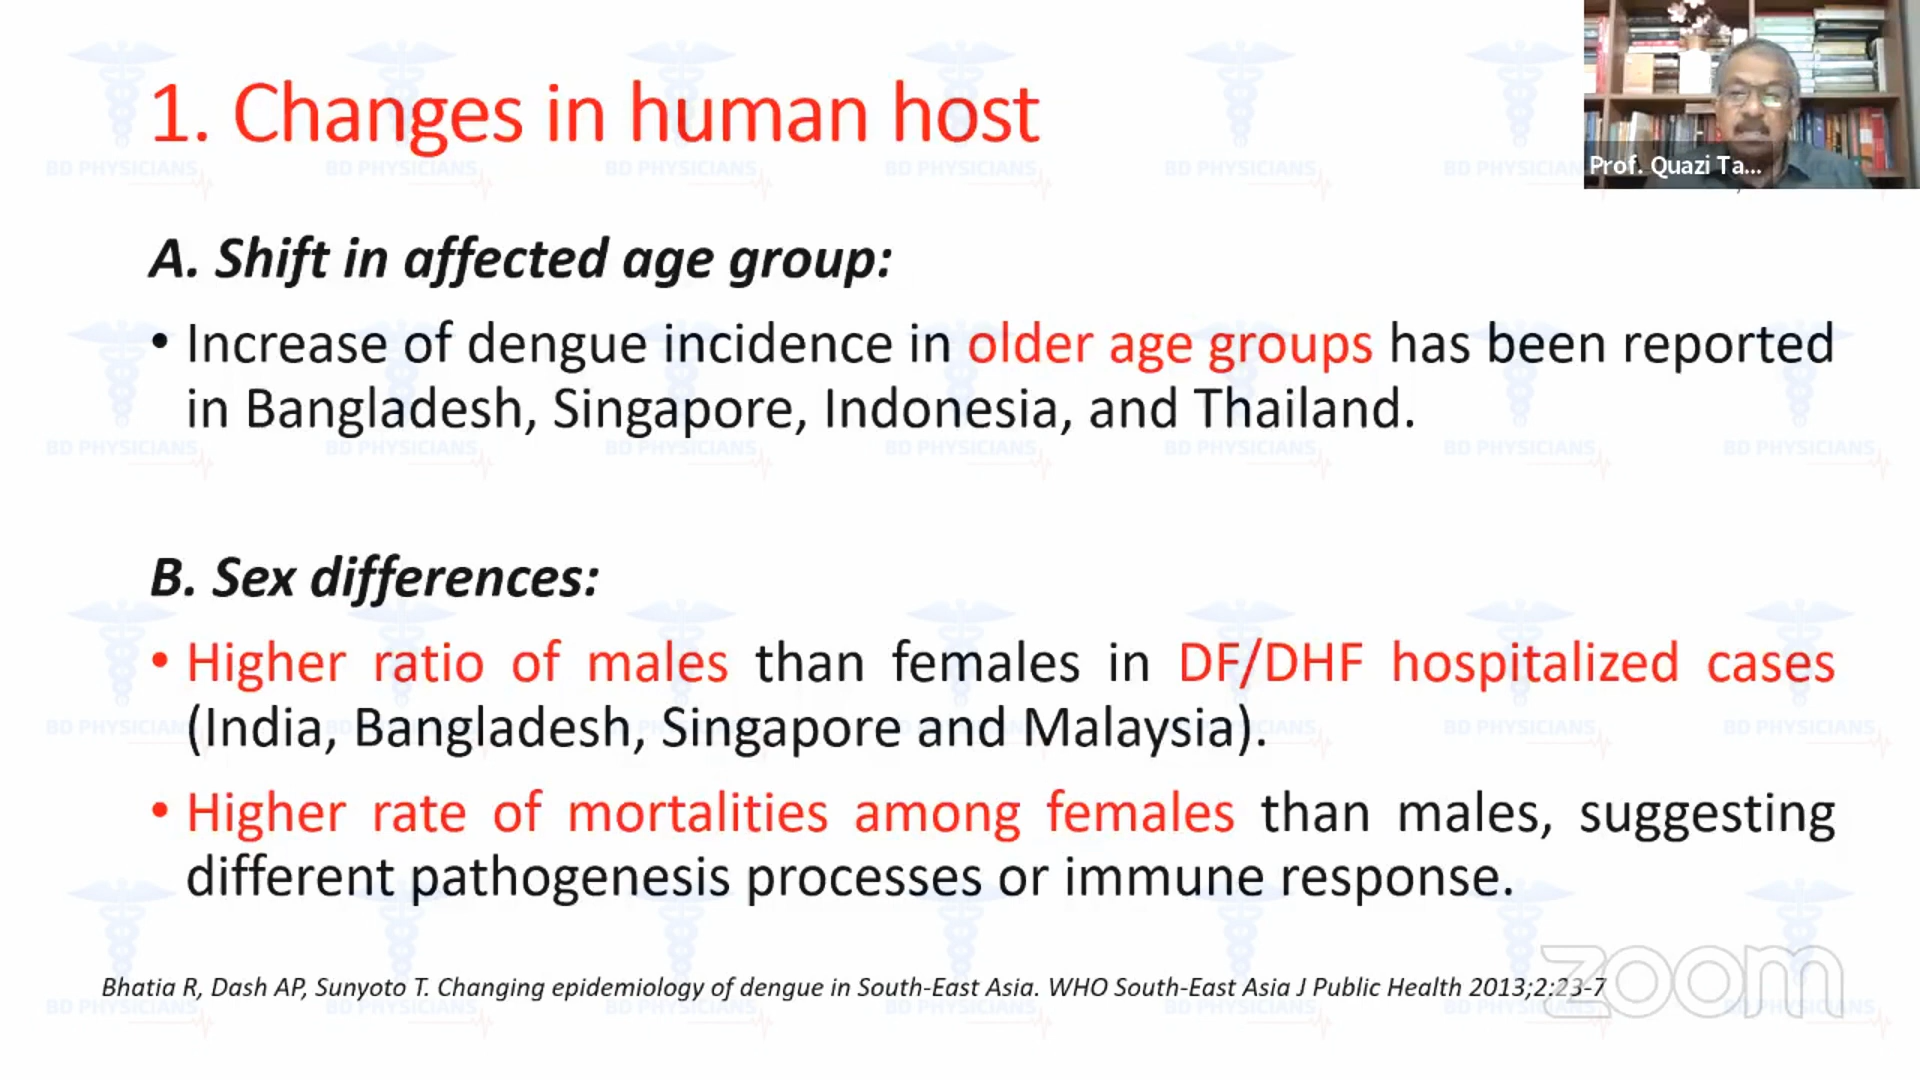 1. Changes in human host
Prof. Quazi Ta...
A. Shift in affected age group:
• Increase of dengue incidence in older age groups has been reported
in Bangladesh, Singapore, Indonesia, and Thailand.
B. Sex differences:
• Higher ratio of males than females in DF/DHF hospitalized cases
(India, Bangladesh, Singapore and Malaysia).
• Higher rate of mortalities among females than males, suggesting
different pathogenesis processes or immune response.
Bhatia R, Dash AP, Sunyoto T. Changing epidemiology of dengue in South-East Asia. WHO South-East Asia J Public Health 2013;2:23-7
zoom
BD PHYSICIANS